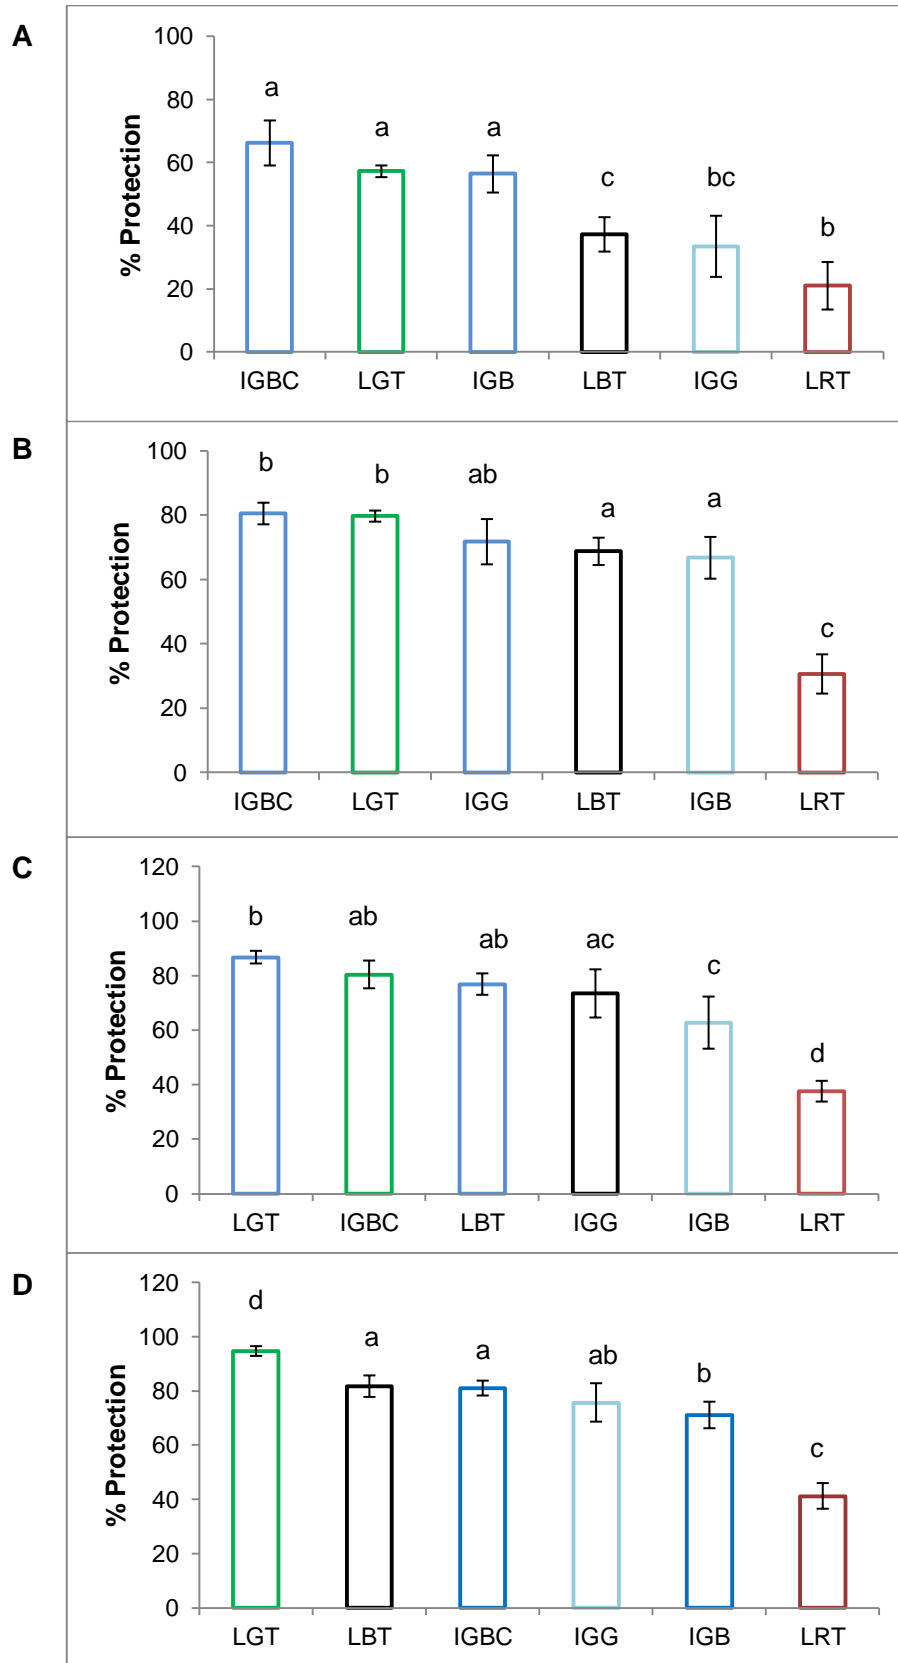 A
% Protection
100
80
60
40
20
0
a
a
a
c
bc
b
IGBC LGT IGB LBT IGG LRT
B
% Protection
100
80
60
40
20
0
b
b
ab
a
a
c
IGBC LGT IGG LBT IGB LRT
C
% Protection
120
100
80
60
40
20
0
b
ab
ab
ac
c
d
LGT IGBC LBT IGG IGB LRT
D
% Protection
120
100
80
60
40
20
0
d
a
a
ab
b
c
LGT LBT IGBC IGG IGB LRT